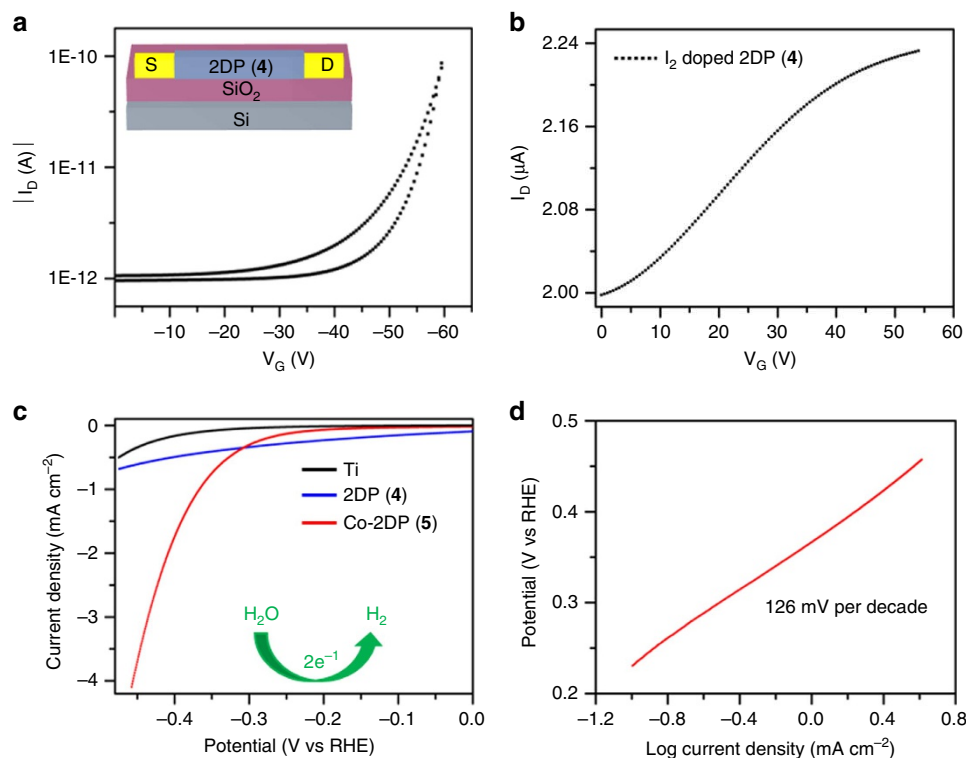 a
1E-10
1E-11
1E-12
| I_D (A) |
S
2DP (4)
D
SiO₂
Si
–10
–20
–30
–40
–50
–60
V_G (V)
b
2.24
2.16
2.08
2.00
I_D (μA)
I₂ doped 2DP (4)
0
10
20
30
40
50
60
V_G (V)
c
0
–1
–2
–3
–4
Current density (mA cm⁻²)
Ti
2DP (4)
Co-2DP (5)
H₂O
H₂
2e⁻¹
–0.4
–0.3
–0.2
–0.1
0.0
Potential (V vs RHE)
d
0.5
0.4
0.3
0.2
Potential (V vs RHE)
126 mV per decade
–1.2
–0.8
–0.4
0.0
0.4
0.8
Log current density (mA cm⁻²)